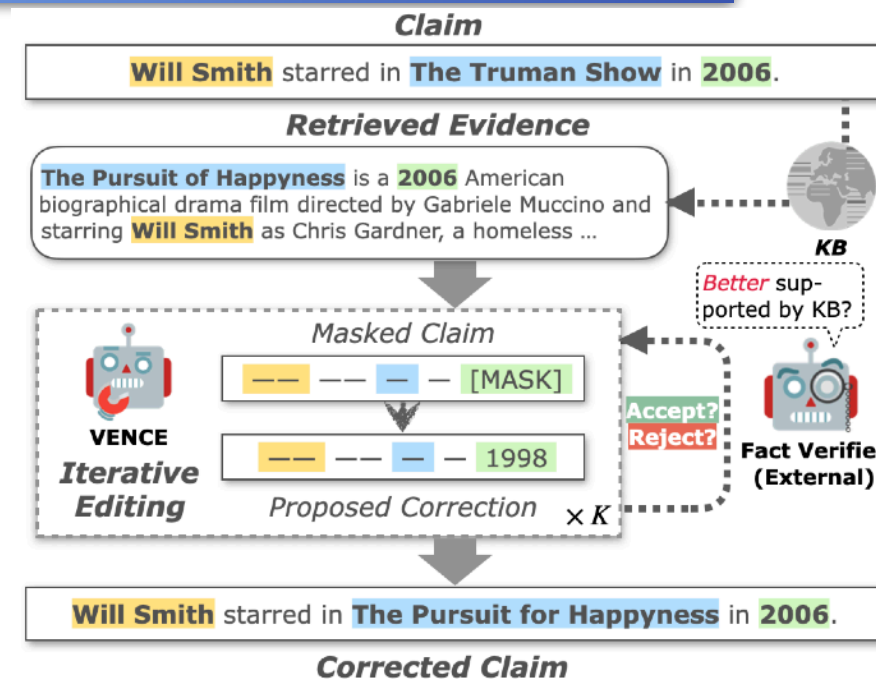 Claim
Will Smith starred in The Truman Show in 2006.
Retrieved Evidence
The Pursuit of Happyness is a 2006 American
biographical drama film directed by Gabriele Muccino and
starring Will Smith as Chris Gardner, a homeless ...
KB
Better sup-
ported by KB?
Masked Claim
—— —— — — [MASK]
VENCE
Iterative
Editing
—— —— — — 1998
Proposed Correction
× K
Accept?
Reject?
Fact Verifie
(External)
Will Smith starred in The Pursuit for Happyness in 2006.
Corrected Claim